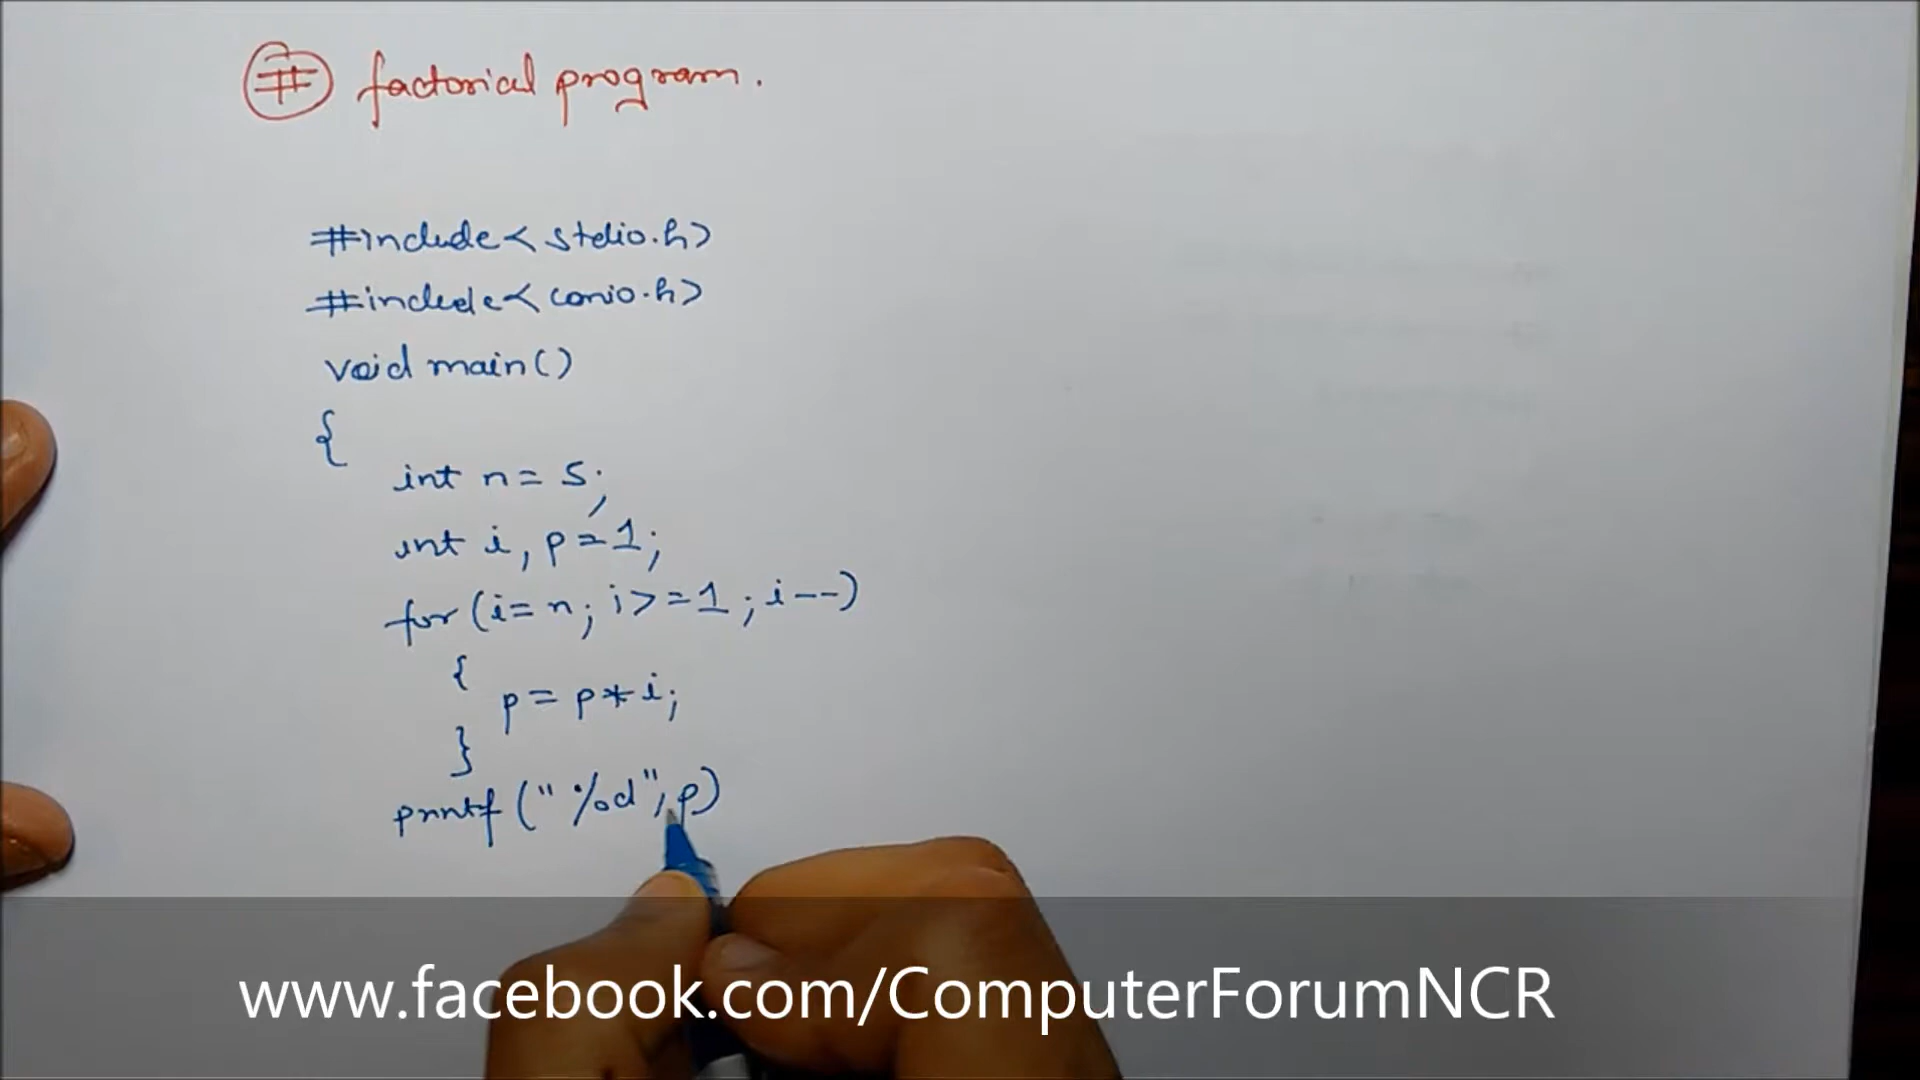 # factorial program.
#include<stdio.h>
#include<conio.h>
void main()
{
int n=5;
int i, p=1;
for(i=n; i>=1; i--)
{
p=p*i;
}
printf("%d",p)
www.facebook.com/ComputerForumNCR